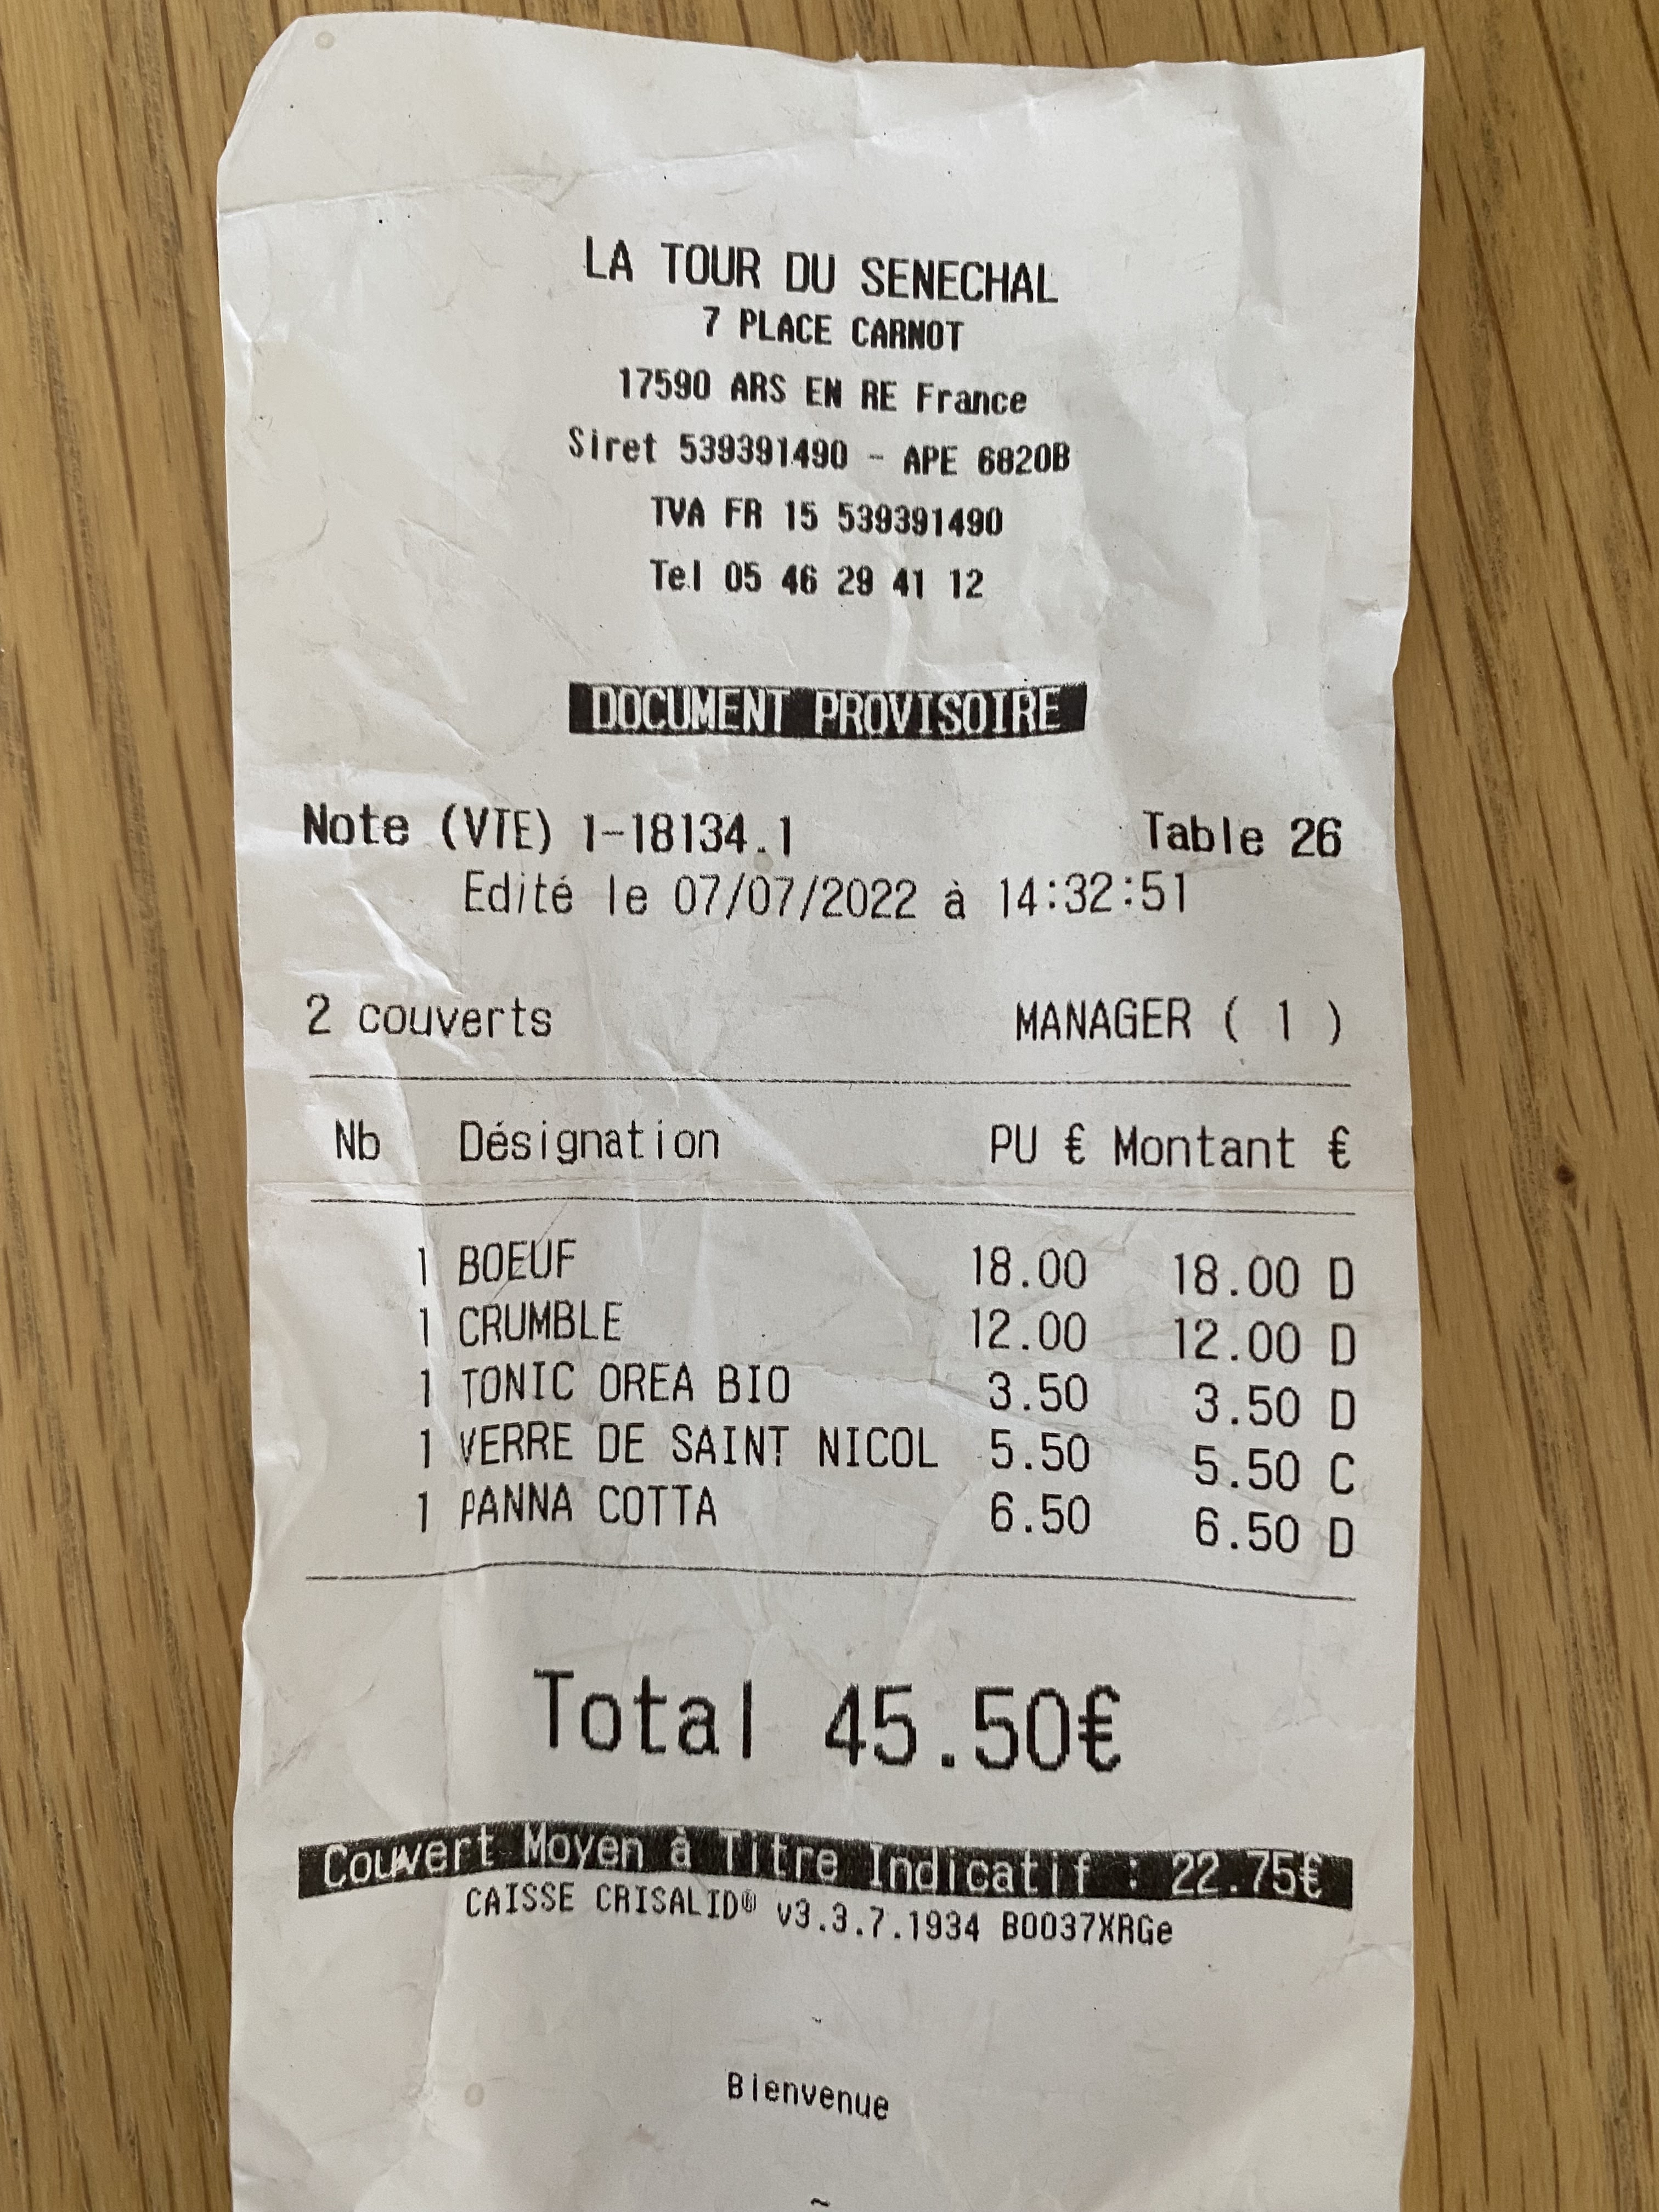 LA TOUR DU SENECHAL
7 PLACE CARNOT
17590 ARS EN RE France
Siret 539391490 - APE 6820B
TVA FR 15 539391490
Tel 05 46 29 41 12
DOCUMENT PROVISOIRE
Note (VTE) 1-18134.1 Table 26
Edité le 07/07/2022 à 14:32:51
2 couverts MANAGER ( 1 )
Nb Désignation PU € Montant €
1 BOEUF 18.00 18.00 D
1 CRUMBLE 12.00 12.00 D
1 TONIC OREA BIO 3.50 3.50 D
1 VERRE DE SAINT NICOL 5.50 5.50 C
1 PANNA COTTA 6.50 6.50 D
Total 45.50€
Couvert Moyen à Titre Indicatif : 22.75€
CAISSE CRISALID® v3.3.7.1934 B0037XRGe
Bienvenue
~